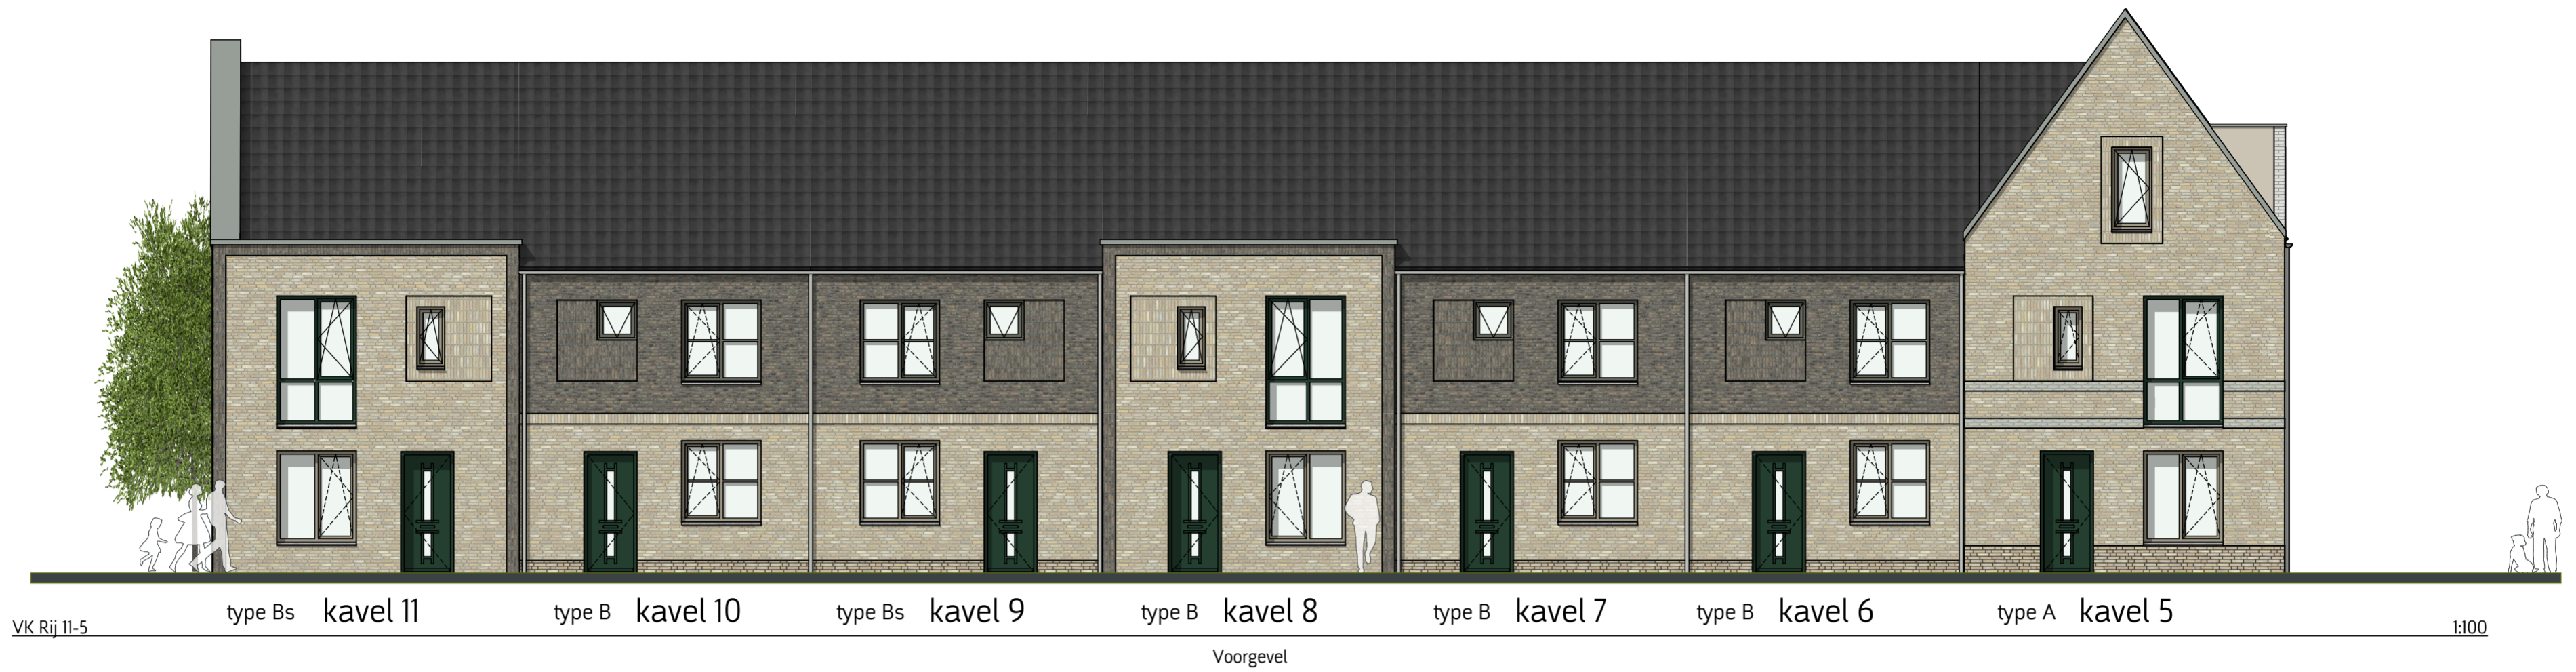 type Bs kavel 11 type B kavel 10 type Bs kavel 9 type B kavel 8 type B kavel 7 type B kavel 6 type A kavel 5
VK Rij 11-5 1:100
Voorgevel